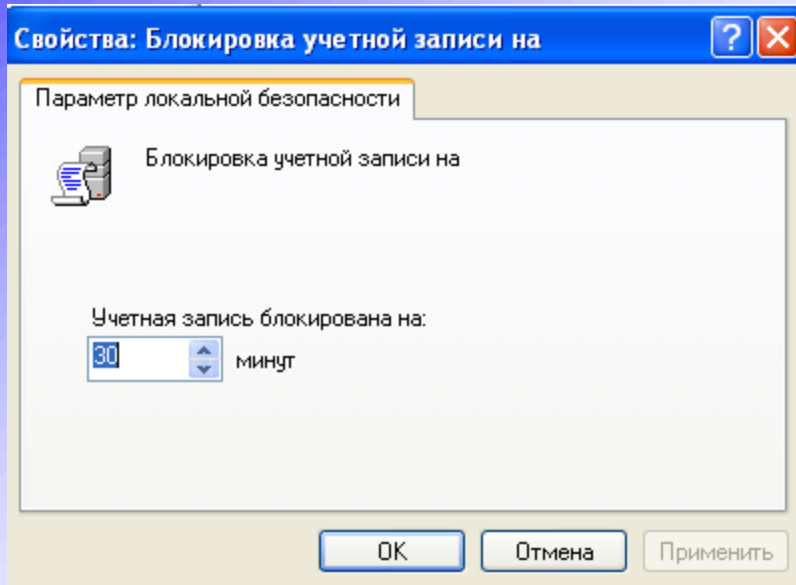 Свойства: Блокировка учетной записи на
Параметр локальной безопасности
Блокировка учетной записи на
Учетная запись блокирована на:
30 минут
OK Отмена Применить